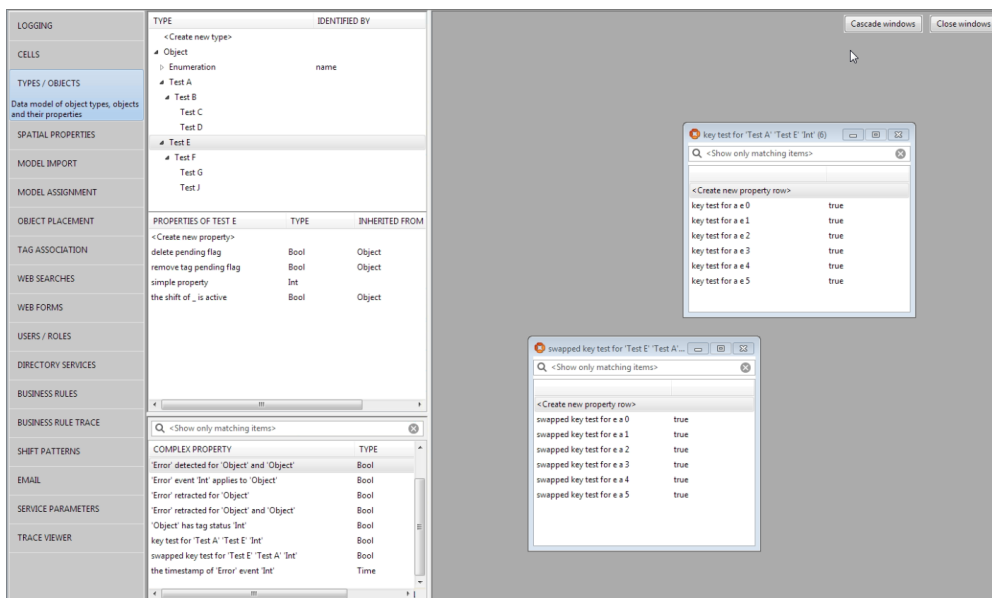 LOGGING
CELLS
TYPES / OBJECTS
Data model of object types, objects
and their properties
SPATIAL PROPERTIES
MODEL IMPORT
MODEL ASSIGNMENT
OBJECT PLACEMENT
TAG ASSOCIATION
WEB SEARCHES
WEB FORMS
USERS / ROLES
DIRECTORY SERVICES
BUSINESS RULES
BUSINESS RULE TRACE
SHIFT PATTERNS
EMAIL
SERVICE PARAMETERS
TRACE VIEWER
TYPE IDENTIFIED BY
<Create new type>
Object
Enumeration name
Test A
Test B
Test C
Test D
Test E
Test F
Test G
Test J
PROPERTIES OF TEST E TYPE INHERITED FROM
<Create new property>
delete pending flag Bool Object
remove tag pending flag Bool Object
simple property Int
the shift of _ is active Bool Object
<Show only matching items>
COMPLEX PROPERTY TYPE
'Error' detected for 'Object' and 'Object' Bool
'Error' event 'Int' applies to 'Object' Bool
'Error' retracted for 'Object' Bool
'Error' retracted for 'Object' and 'Object' Bool
'Object' has tag status 'Int' Bool
key test for 'Test A' 'Test E' 'Int' Bool
swapped key test for 'Test E' 'Test A' 'Int' Bool
the timestamp of 'Error' event 'Int' Time
Cascade windows Close windows
key test for 'Test A' 'Test E' 'Int' (6)
<Show only matching items>
<Create new property row>
key test for a e 0 true
key test for a e 1 true
key test for a e 2 true
key test for a e 3 true
key test for a e 4 true
key test for a e 5 true
swapped key test for 'Test E' 'Test A'...
<Show only matching items>
<Create new property row>
swapped key test for e a 0 true
swapped key test for e a 1 true
swapped key test for e a 2 true
swapped key test for e a 3 true
swapped key test for e a 4 true
swapped key test for e a 5 true